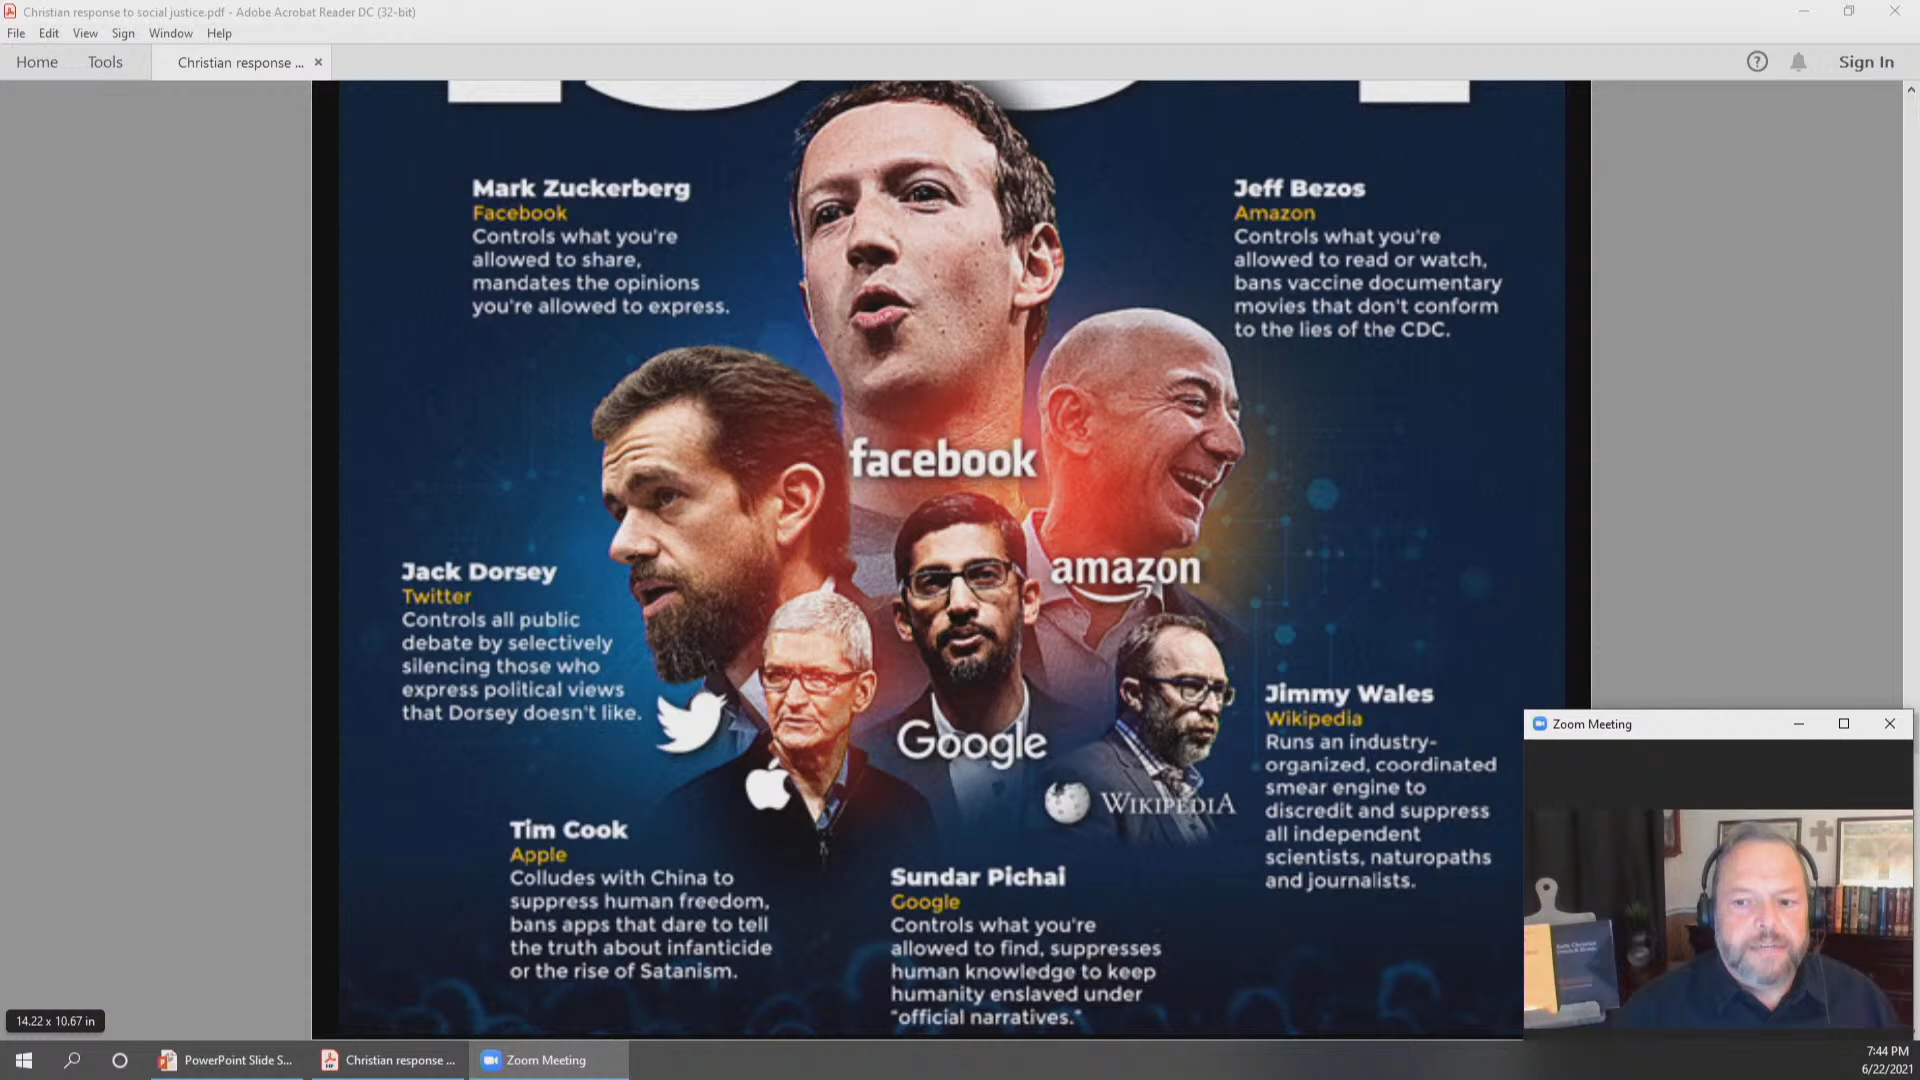 Christian response to social justice.pdf - Adobe Acrobat Reader DC (32-bit)
File Edit View Sign Window Help
Home Tools Christian response ... ×
? Sign In
Mark Zuckerberg
Facebook
Controls what you're
allowed to share,
mandates the opinions
you're allowed to express.
Jeff Bezos
Amazon
Controls what you're
allowed to read or watch,
bans vaccine documentary
movies that don't conform
to the lies of the CDC.
facebook
amazon
Jack Dorsey
Twitter
Controls all public
debate by selectively
silencing those who
express political views
that Dorsey doesn't like.
Google
WIKIPEDIA
Jimmy Wales
Wikipedia
Runs an industry-
organized, coordinated
smear engine to
discredit and suppress
all independent
scientists, naturopaths
and journalists.
Tim Cook
Apple
Colludes with China to
suppress human freedom,
bans apps that dare to tell
the truth about infanticide
or the rise of Satanism.
Sundar Pichai
Google
Controls what you're
allowed to find, suppresses
human knowledge to keep
humanity enslaved under
"official narratives."
Zoom Meeting
14.22 x 10.67 in
PowerPoint Slide S... Christian response ... Zoom Meeting
7:44 PM
6/22/2021